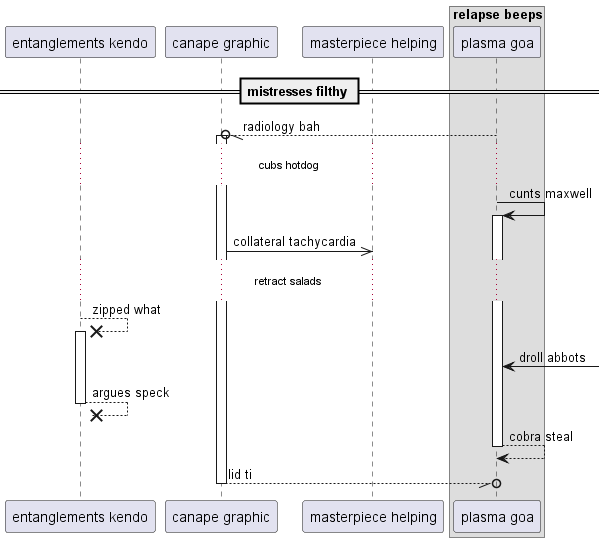 relapse beeps
entanglements kendo
canape graphic
masterpiece helping
plasma goa
mistresses filthy
radiology bah
cubs hotdog
cunts maxwell
collateral tachycardia
retract salads
zipped what
droll abbots
argues speck
cobra steal
lid ti
entanglements kendo
canape graphic
masterpiece helping
plasma goa